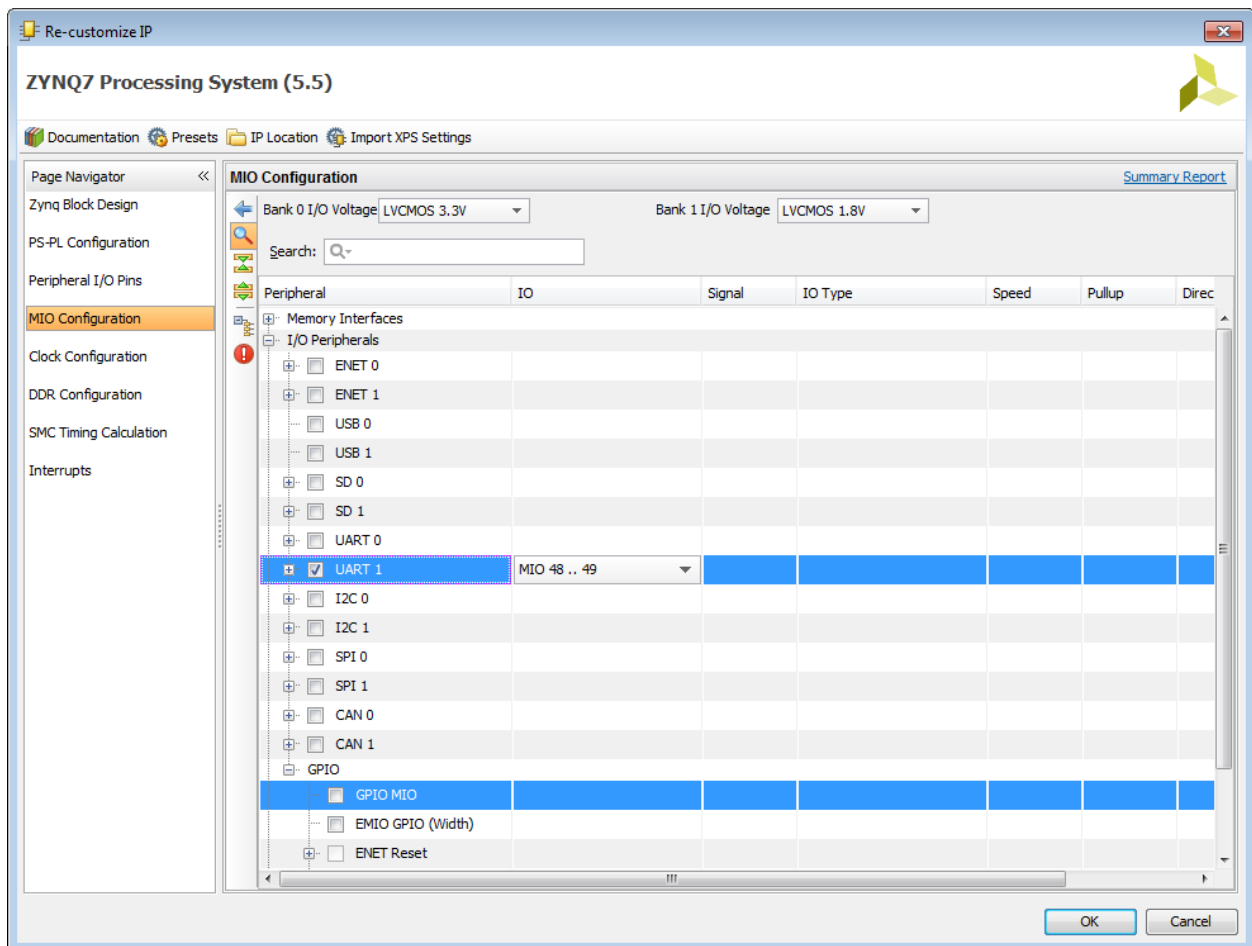 Re-customize IP
ZYNQ7 Processing System (5.5)
Documentation Presets IP Location Import XPS Settings
Page Navigator «
Zynq Block Design
PS-PL Configuration
Peripheral I/O Pins
MIO Configuration
Clock Configuration
DDR Configuration
SMC Timing Calculation
Interrupts
MIO Configuration Summary Report
Bank 0 I/O Voltage LVCMOS 3.3V Bank 1 I/O Voltage LVCMOS 1.8V
Search:
Peripheral IO Signal IO Type Speed Pullup Direc
Memory Interfaces
I/O Peripherals
ENET 0
ENET 1
USB 0
USB 1
SD 0
SD 1
UART 0
UART 1 MIO 48 .. 49
I2C 0
I2C 1
SPI 0
SPI 1
CAN 0
CAN 1
GPIO
GPIO MIO
EMIO GPIO (Width)
ENET Reset
OK Cancel